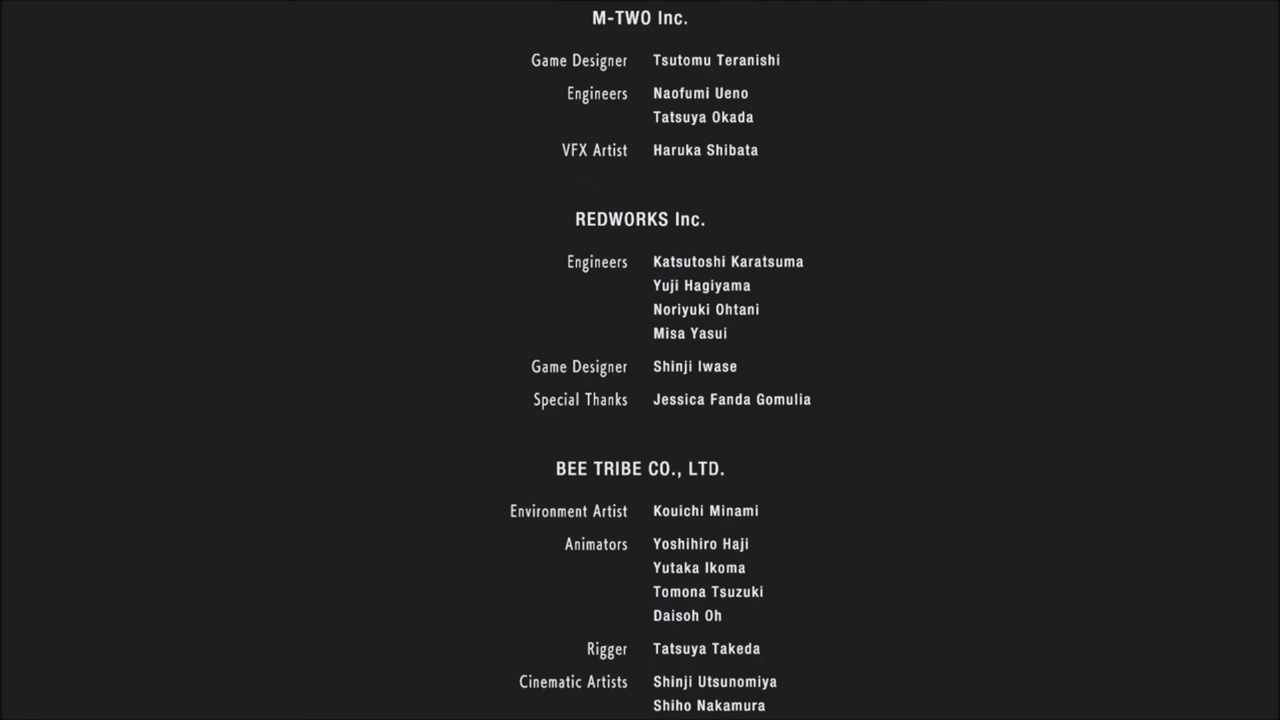 M-TWO Inc.
Game Designer Tsutomu Teranishi
Engineers Naofumi Ueno
Tatsuya Okada
VFX Artist Haruka Shibata
REDWORKS Inc.
Engineers Katsutoshi Karatsuma
Yuji Hagiyama
Noriyuki Ohtani
Misa Yasui
Game Designer Shinji Iwase
Special Thanks Jessica Fanda Gomulia
BEE TRIBE CO., LTD.
Environment Artist Kouichi Minami
Animators Yoshihiro Haji
Yutaka Ikoma
Tomona Tsuzuki
Daisoh Oh
Rigger Tatsuya Takeda
Cinematic Artists Shinji Utsunomiya
Shiho Nakamura